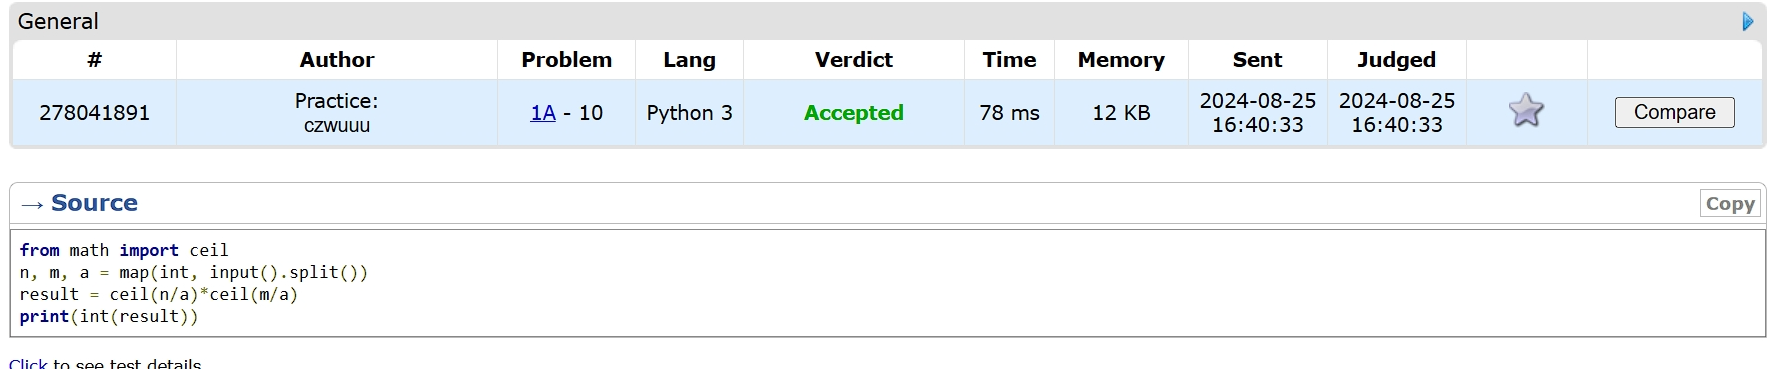 General
# Author Problem Lang Verdict Time Memory Sent Judged
278041891 Practice: czwuuu 1A - 10 Python 3 Accepted 78 ms 12 KB 2024-08-25 16:40:33 2024-08-25 16:40:33 Compare
→ Source Copy
from math import ceil
n, m, a = map(int, input().split())
result = ceil(n/a)*ceil(m/a)
print(int(result))
Click to see test details